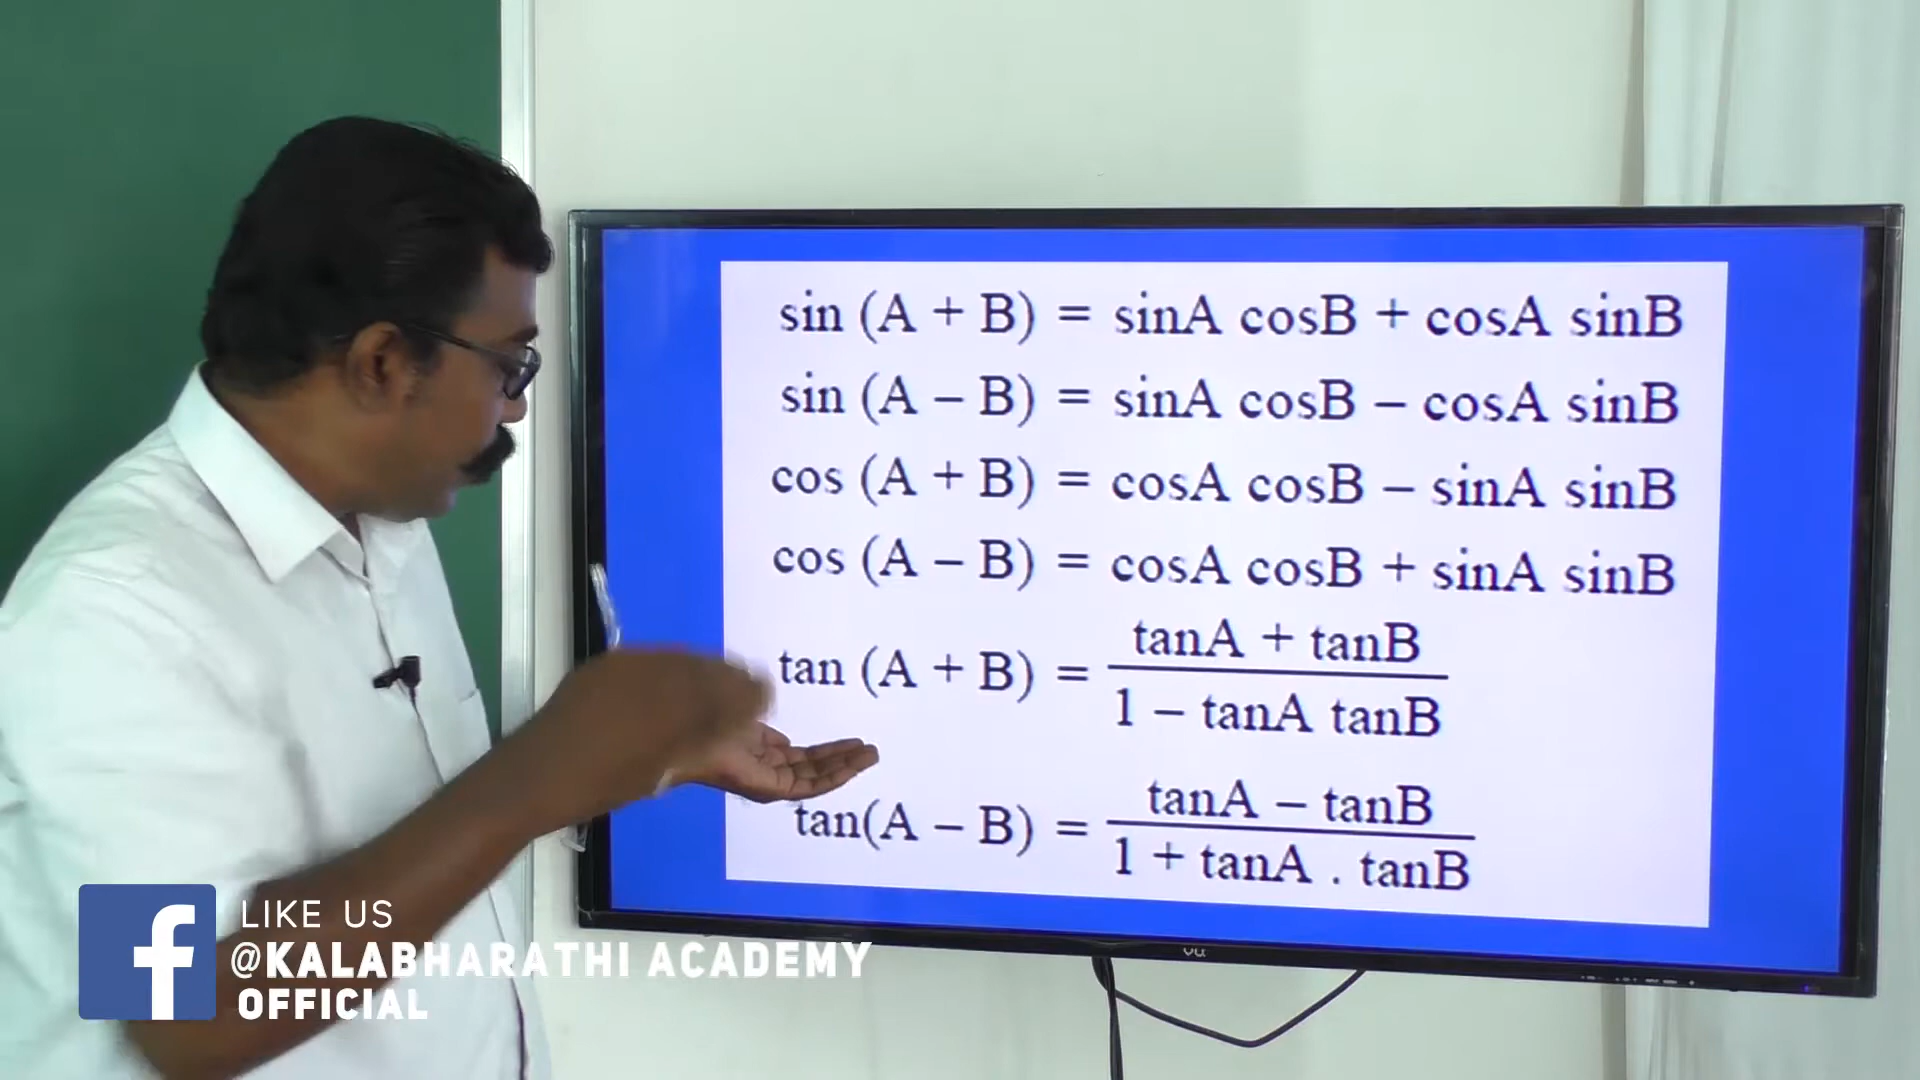 sin (A + B) = sinA cosB + cosA sinB
sin (A – B) = sinA cosB – cosA sinB
cos (A + B) = cosA cosB – sinA sinB
cos (A – B) = cosA cosB + sinA sinB
tan (A + B) = tanA + tanB
1 – tanA tanB
tan(A – B) = tanA – tanB
1 + tanA . tanB
vu
f LIKE US
@KALABHARATHI ACADEMY
OFFICIAL